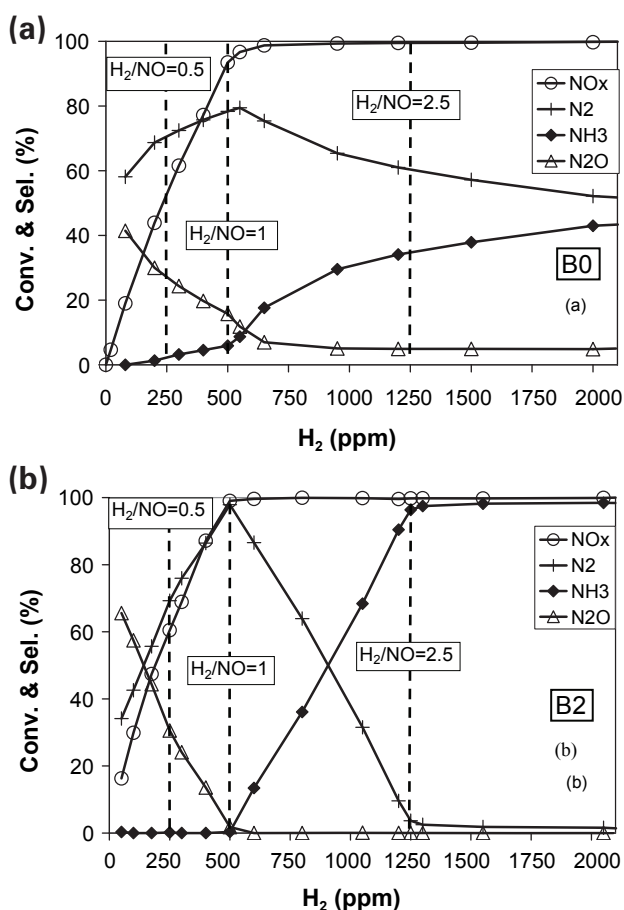 (a)
100
80
60
40
20
0
Conv. & Sel. (%)
H₂/NO=0.5
H₂/NO=1
H₂/NO=2.5
NOx
N2
NH3
N2O
B0
(a)
0 250 500 750 1000 1250 1500 1750 2000
H₂ (ppm)
(b)
100
80
60
40
20
0
Conv. & Sel. (%)
H₂/NO=0.5
H₂/NO=1
H₂/NO=2.5
NOx
N2
NH3
N2O
B2
(b)
(b)
0 250 500 750 1000 1250 1500 1750 2000
H₂ (ppm)